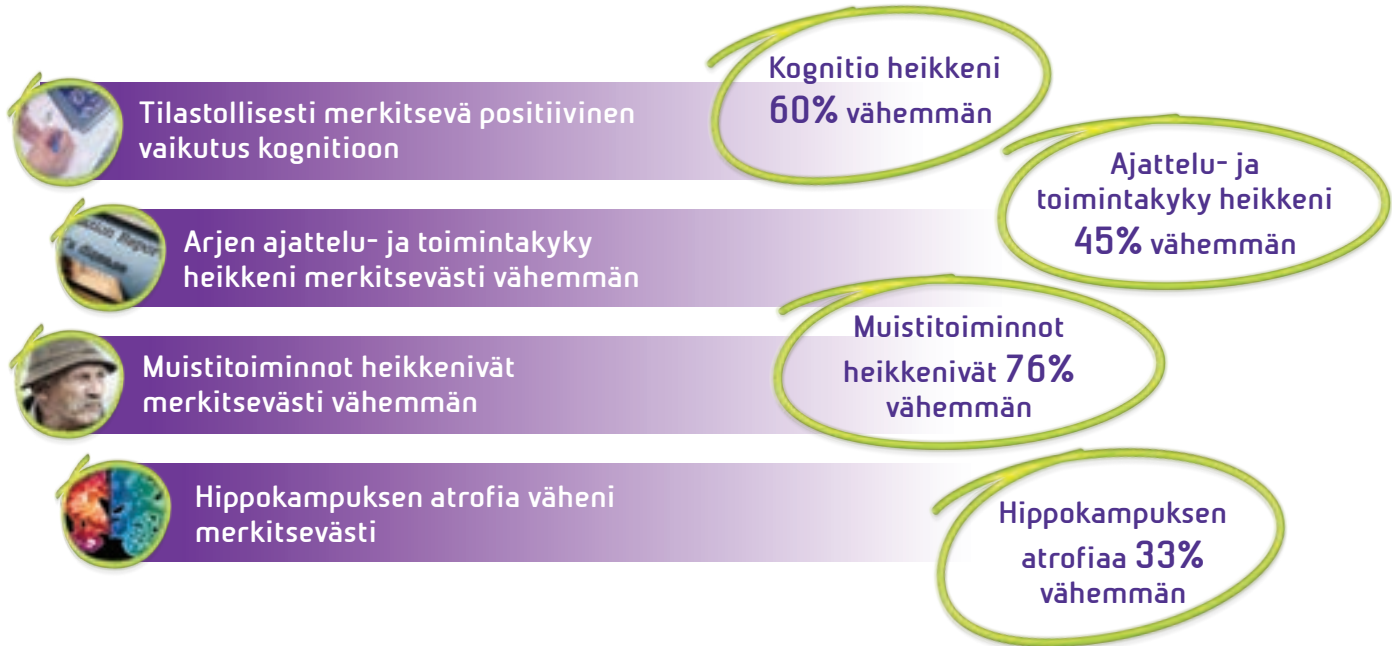 Tilastollisesti merkitsevä positiivinen
vaikutus kognitioon
Kognitio heikkeni
60% vähemmän
Arjen ajattelu- ja toimintakyky
heikkeni merkitsevästi vähemmän
Ajattelu- ja
toimintakyky heikkeni
45% vähemmän
Muistitoiminnot heikkenivät
merkitsevästi vähemmän
Muistitoiminnot
heikkenivät 76%
vähemmän
Hippokampuksen atrofia väheni
merkitsevästi
Hippokampuksen
atrofiaa 33%
vähemmän